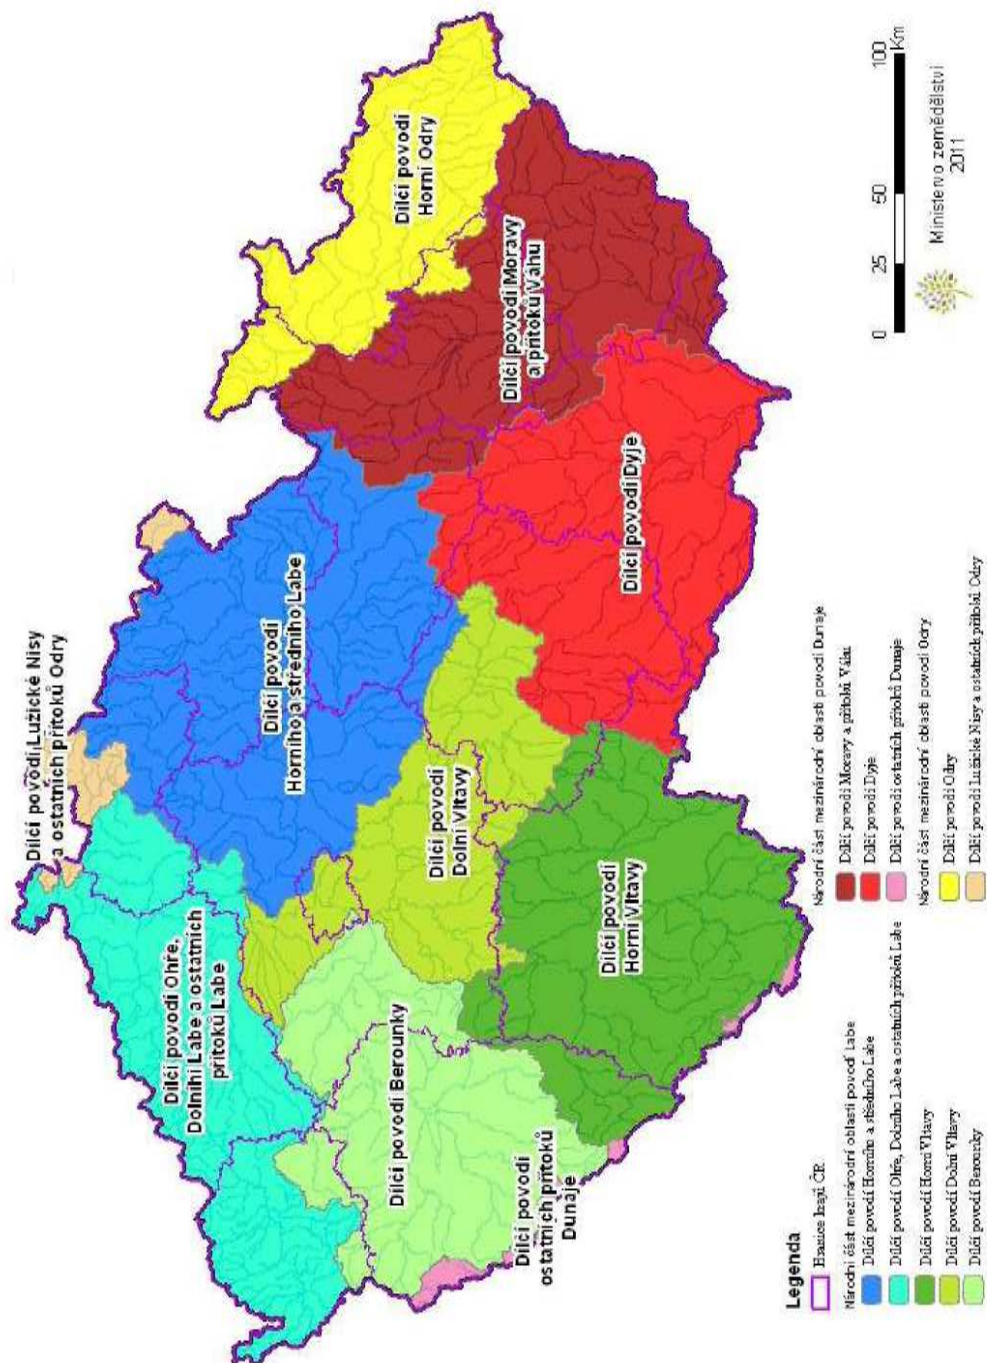 Dílčí povodí Lužické Nisy
a ostatních přítoků Odry
Dílčí povodí Ohře,
Dolního Labe a ostatních
přítoků Labe
Dílčí povodí
Horního a středního Labe
Dílčí povodí
Horní Odry
Dílčí povodí Berounky
Dílčí povodí
Dolní Vltavy
Dílčí povodí Moravy
a přítoků Váhu
Dílčí povodí
ostatních přítoků
Dunaje
Dílčí povodí
Horní Vltavy
Dílčí povodí Dyje
Legenda
Hranice krajů ČR
Národní část mezinárodní oblasti povodí Labe
Dílčí povodí Horního a středního Labe
Dílčí povodí Ohře, Dolního Labe a ostatních přítoků Labe
Dílčí povodí Horní Vltavy
Dílčí povodí Dolní Vltavy
Dílčí povodí Berounky
Národní část mezinárodní oblasti povodí Dunaje
Dílčí povodí Moravy a přítoků Váhu
Dílčí povodí Dyje
Dílčí povodí ostatních přítoků Dunaje
Národní část mezinárodní oblasti povodí Odry
Dílčí povodí Odry
Dílčí povodí Lužické Nisy a ostatních přítoků Odry
0 25 50 100
Km
Ministerstvo zemědělství
2011